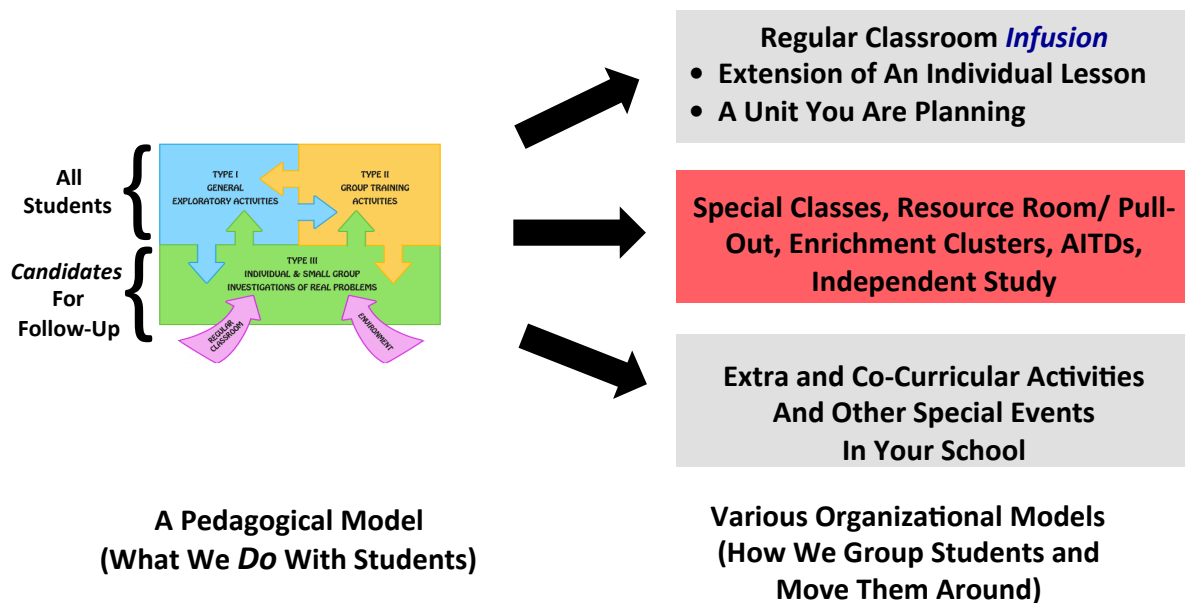 All
Students
Candidates
For
Follow-Up
TYPE I
GENERAL
EXPLORATORY ACTIVITIES
TYPE II
GROUP TRAINING
ACTIVITIES
TYPE III
INDIVIDUAL & SMALL GROUP
INVESTIGATIONS OF REAL PROBLEMS
REGULAR
CLASSROOM
ENVIRONMENT
A Pedagogical Model
(What We Do With Students)
Regular Classroom Infusion
• Extension of An Individual Lesson
• A Unit You Are Planning
Special Classes, Resource Room/ Pull-
Out, Enrichment Clusters, AITDs,
Independent Study
Extra and Co-Curricular Activities
And Other Special Events
In Your School
Various Organizational Models
(How We Group Students and
Move Them Around)